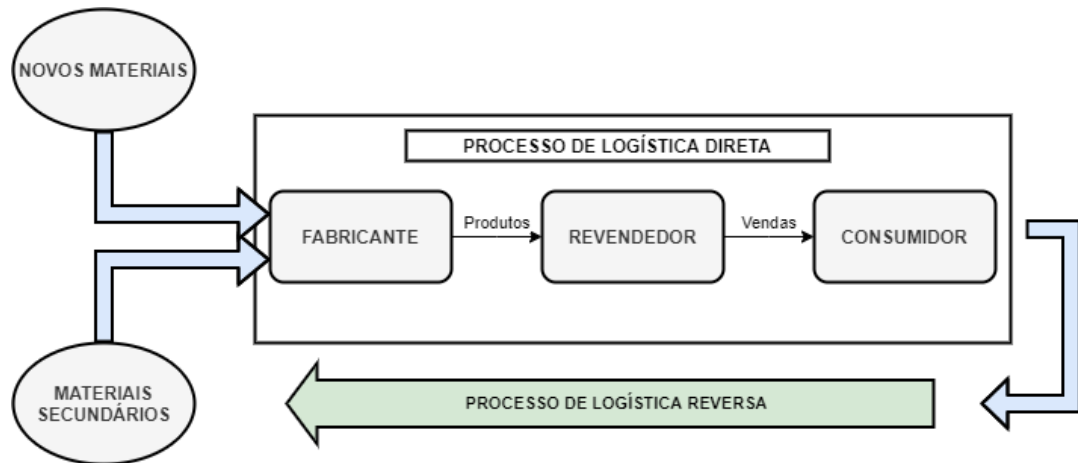 NOVOS MATERIAIS
PROCESSO DE LOGÍSTICA DIRETA
FABRICANTE
Produtos
REVENDEDOR
Vendas
CONSUMIDOR
MATERIAIS
SECUNDÁRIOS
PROCESSO DE LOGÍSTICA REVERSA